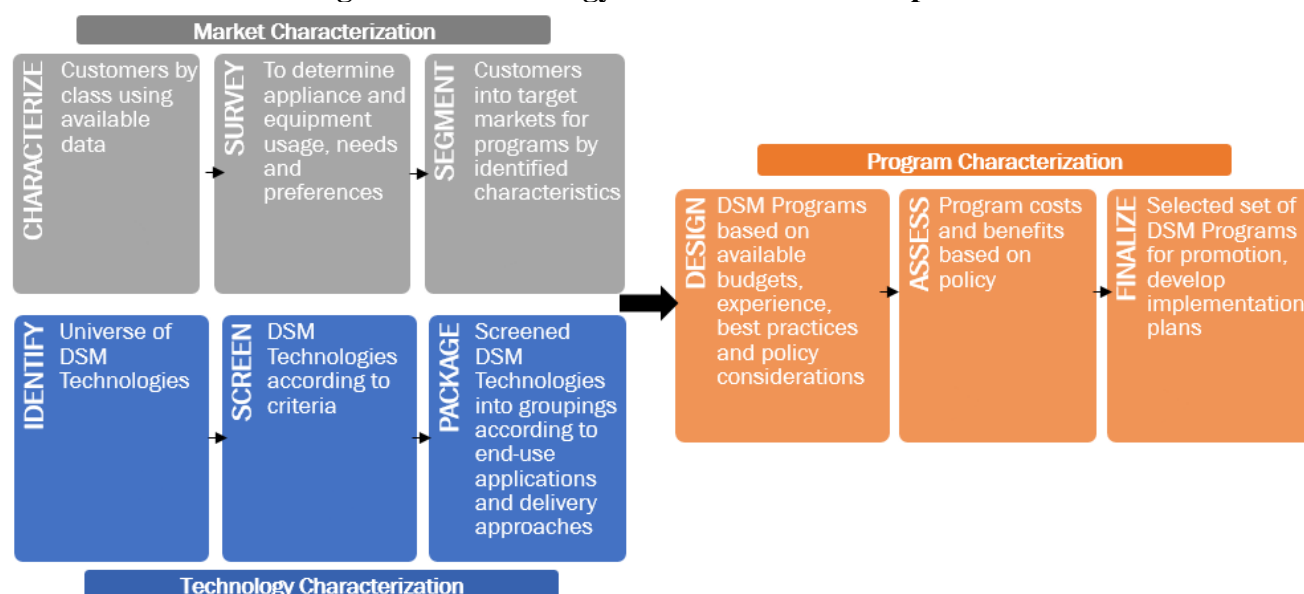 Market Characterization
CHARACTERIZE
Customers by
class using
available
data
SURVEY
To determine
appliance and
equipment
usage, needs
and
preferences
SEGMENT
Customers
into target
markets for
programs by
identified
characteristics
IDENTIFY
Universe of
DSM
Technologies
SCREEN
DSM
Technologies
according to
criteria
PACKAGE
Screened
DSM
Technologies
into groupings
according to
end-use
applications
and delivery
approaches
Technology Characterization
Program Characterization
DESIGN
DSM Programs
based on
available
budgets,
experience,
best practices
and policy
considerations
ASSESS
Program costs
and benefits
based on
policy
FINALIZE
Selected set of
DSM Programs
for promotion,
develop
implementation
plans